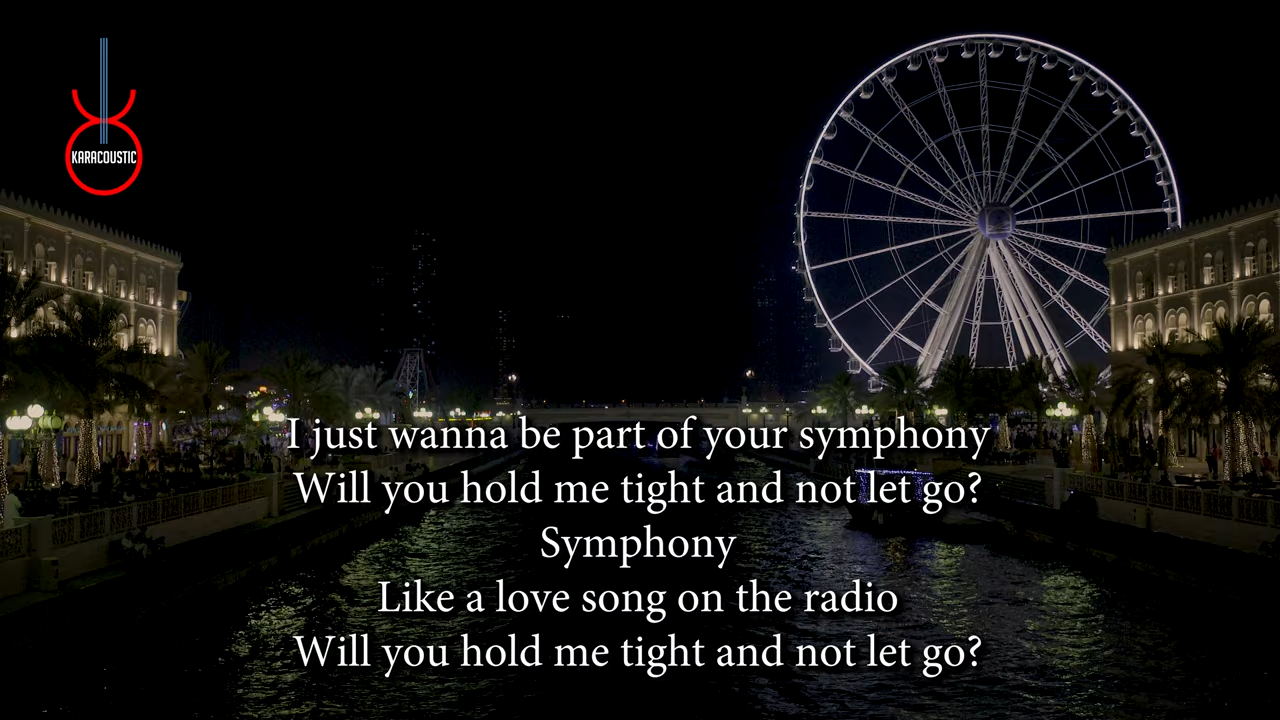 KARACOUSTIC
I just wanna be part of your symphony
Will you hold me tight and not let go?
Symphony
Like a love song on the radio
Will you hold me tight and not let go?